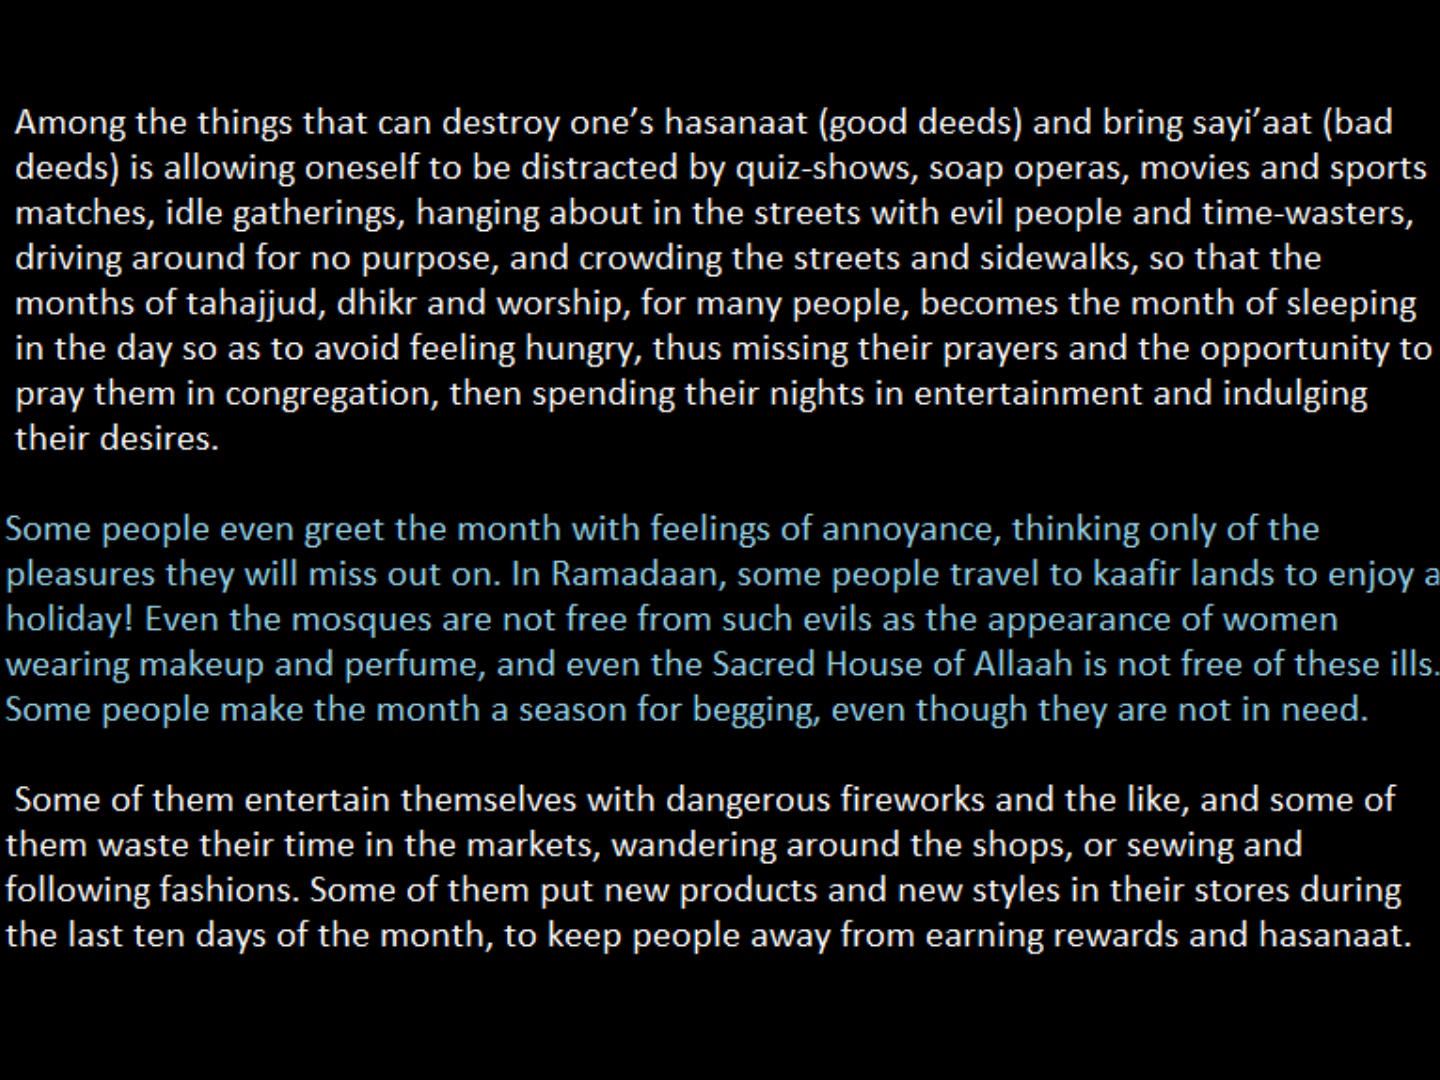 Among the things that can destroy one’s hasanaat (good deeds) and bring sayi’aat (bad
deeds) is allowing oneself to be distracted by quiz-shows, soap operas, movies and sports
matches, idle gatherings, hanging about in the streets with evil people and time-wasters,
driving around for no purpose, and crowding the streets and sidewalks, so that the
months of tahajjud, dhikr and worship, for many people, becomes the month of sleeping
in the day so as to avoid feeling hungry, thus missing their prayers and the opportunity to
pray them in congregation, then spending their nights in entertainment and indulging
their desires.
Some people even greet the month with feelings of annoyance, thinking only of the
pleasures they will miss out on. In Ramadaan, some people travel to kaafir lands to enjoy a
holiday! Even the mosques are not free from such evils as the appearance of women
wearing makeup and perfume, and even the Sacred House of Allaah is not free of these ills.
Some people make the month a season for begging, even though they are not in need.
Some of them entertain themselves with dangerous fireworks and the like, and some of
them waste their time in the markets, wandering around the shops, or sewing and
following fashions. Some of them put new products and new styles in their stores during
the last ten days of the month, to keep people away from earning rewards and hasanaat.